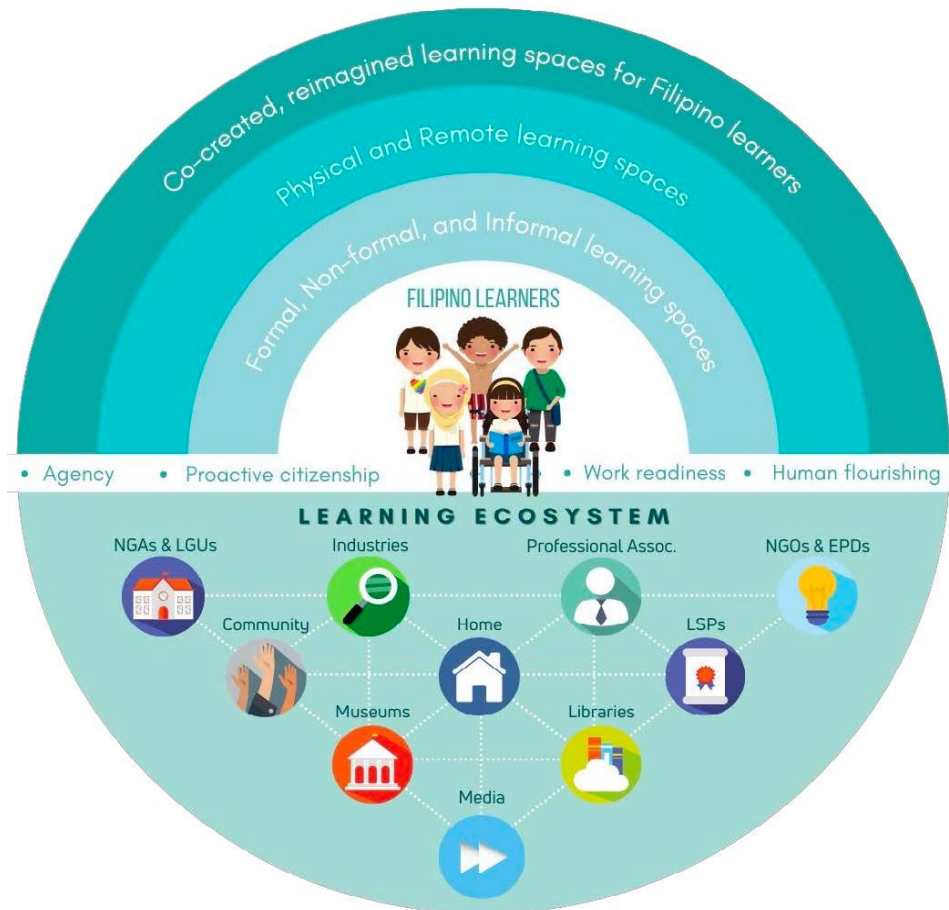 Co-created, reimagined learning spaces for Filipino learners
Physical and Remote learning spaces
Formal, Non-formal, and Informal learning spaces
FILIPINO LEARNERS
• Agency • Proactive citizenship • Work readiness • Human flourishing
LEARNING ECOSYSTEM
NGAs & LGUs Industries Professional Assoc. NGOs & EPDs
Community Home LSPs
Museums Libraries
Media